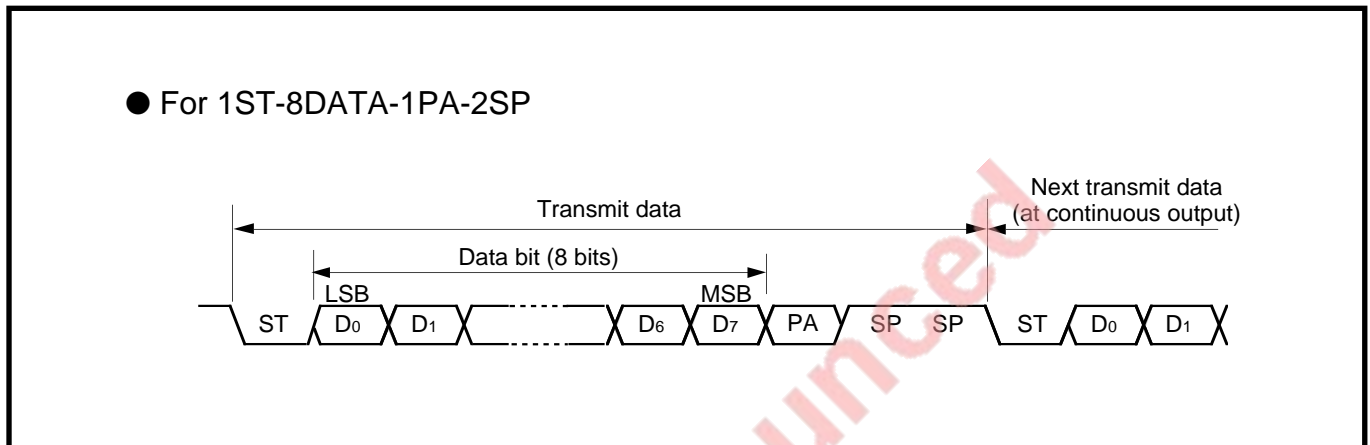 ● For 1ST-8DATA-1PA-2SP
Next transmit data
(at continuous output)
Transmit data
Data bit (8 bits)
LSB MSB
ST D0 D1 D6 D7 PA SP SP ST D0 D1
unced